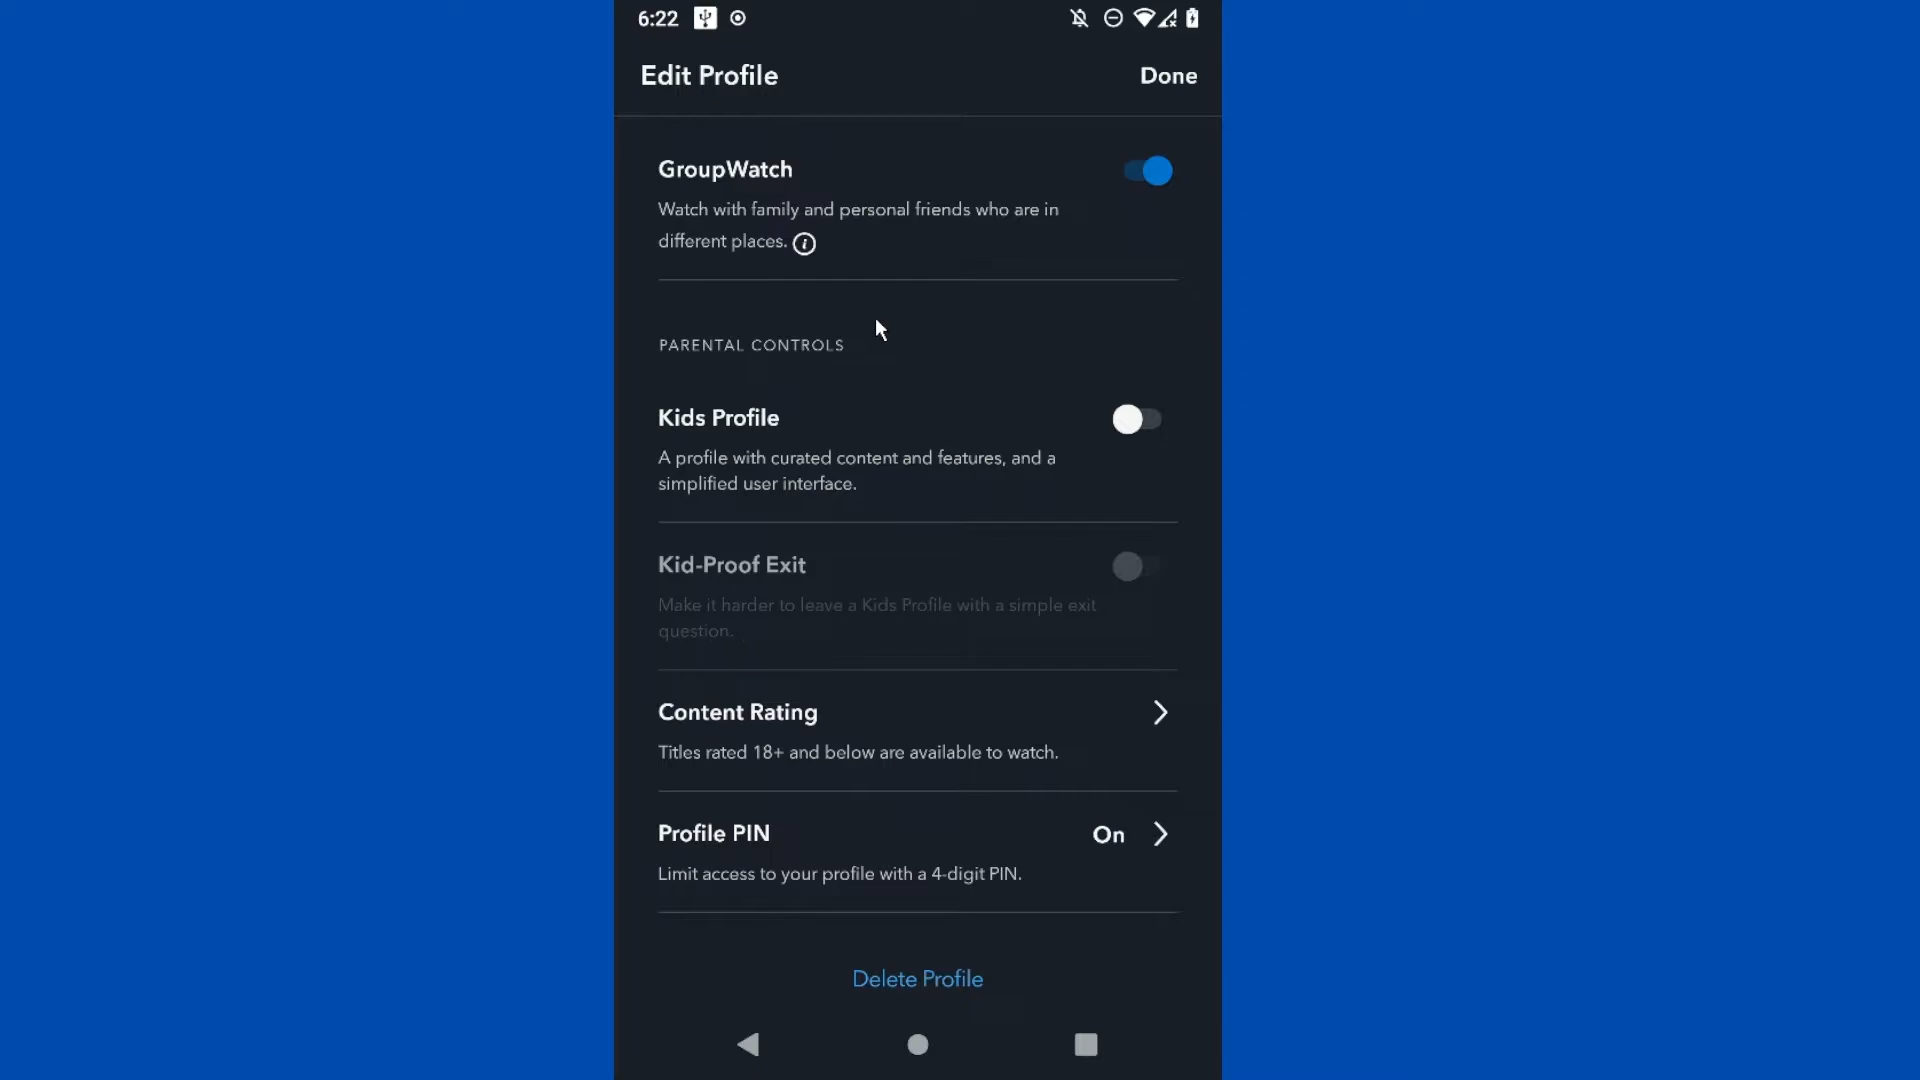 6:22
Edit Profile
Done
GroupWatch
Watch with family and personal friends who are in
different places.
PARENTAL CONTROLS
Kids Profile
A profile with curated content and features, and a
simplified user interface.
Kid-Proof Exit
Make it harder to leave a Kids Profile with a simple exit
question.
Content Rating
Titles rated 18+ and below are available to watch.
Profile PIN
On
Limit access to your profile with a 4-digit PIN.
Delete Profile